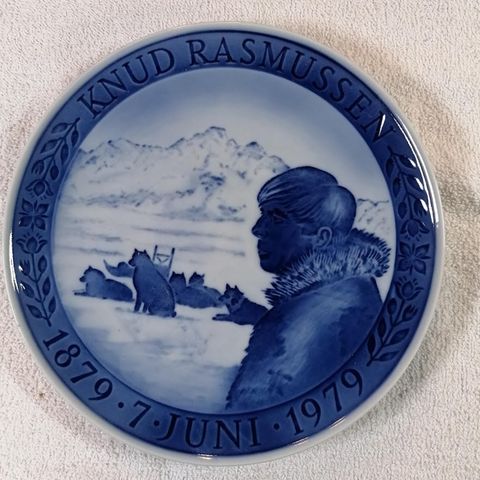 KNUD RASMUSSEN
1879 · 7 · JUNI · 1979